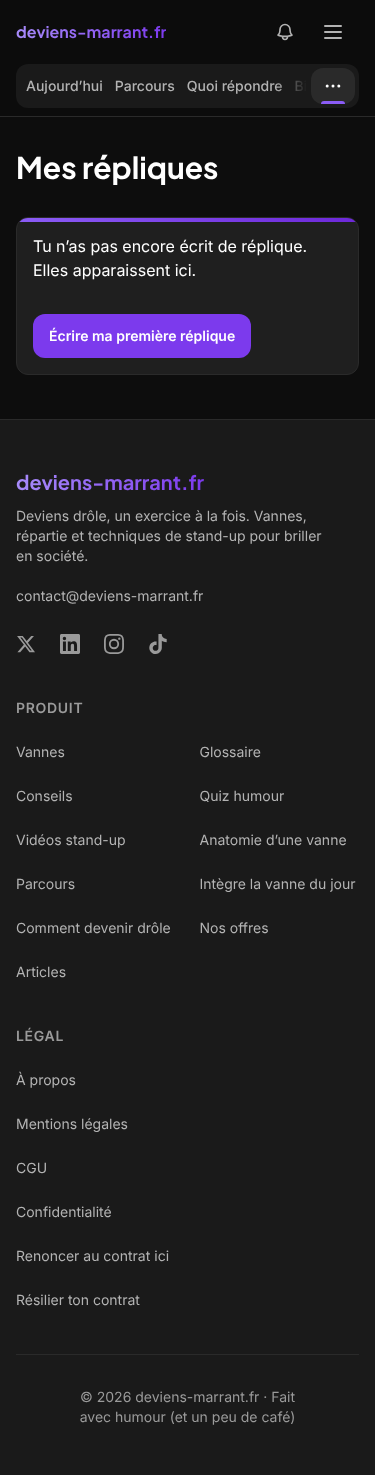 deviens-marrant.fr
Aujourd’hui Parcours Quoi répondre
Mes répliques
Tu n’as pas encore écrit de réplique.
Elles apparaissent ici.
Écrire ma première réplique
deviens-marrant.fr
Deviens drôle, un exercice à la fois. Vannes,
répartie et techniques de stand-up pour briller
en société.
contact@deviens-marrant.fr
PRODUIT
Vannes
Glossaire
Conseils
Quiz humour
Vidéos stand-up
Anatomie d’une vanne
Parcours
Intègre la vanne du jour
Comment devenir drôle
Nos offres
Articles
LÉGAL
À propos
Mentions légales
CGU
Confidentialité
Renoncer au contrat ici
Résilier ton contrat
© 2026 deviens-marrant.fr · Fait
avec humour (et un peu de café)